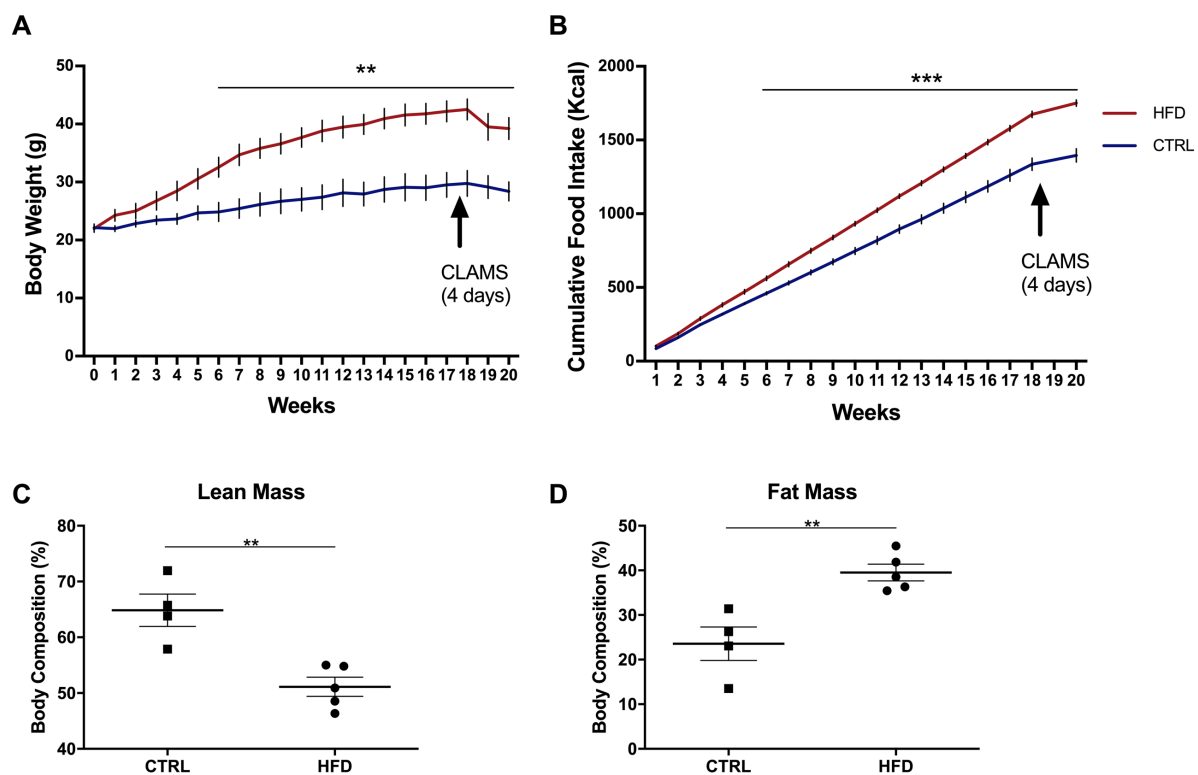 A
Body Weight (g)
50
40
30
20
10
0
**
CLAMS
(4 days)
0 1 2 3 4 5 6 7 8 9 10 11 12 13 14 15 16 17 18 19 20
Weeks
B
Cumulative Food Intake (Kcal)
2000
1500
1000
500
0
***
CLAMS
(4 days)
1 2 3 4 5 6 7 8 9 10 11 12 13 14 15 16 17 18 19 20
Weeks
HFD
CTRL
C
Lean Mass
Body Composition (%)
80
70
60
50
40
**
CTRL HFD
D
Fat Mass
Body Composition (%)
50
40
30
20
10
0
**
CTRL HFD